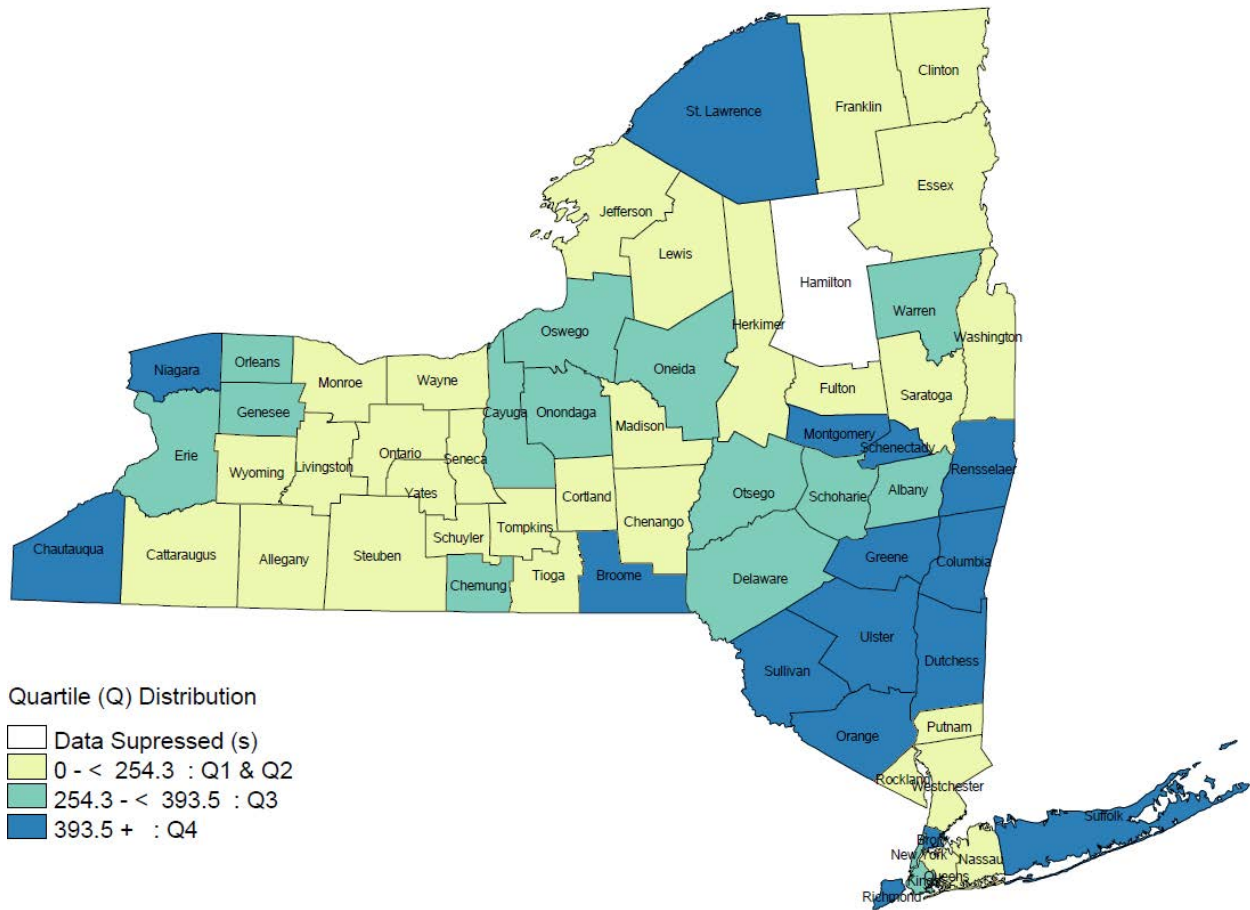 Clinton
Franklin
St. Lawrence
Essex
Jefferson
Lewis
Hamilton
Warren
Herkimer
Washington
Oswego
Oneida
Niagara
Orleans
Monroe
Wayne
Fulton
Saratoga
Genesee
Cayuga
Onondaga
Madison
Montgomery
Schenectady
Erie
Ontario
Seneca
Livingston
Wyoming
Rensselaer
Yates
Cortland
Otsego
Schoharie
Albany
Chenango
Tompkins
Schuyler
Chautauqua
Cattaraugus
Allegany
Steuben
Greene
Columbia
Chemung
Tioga
Broome
Delaware
Ulster
Dutchess
Sullivan
Quartile (Q) Distribution
Data Supressed (s)
0 - < 254.3 : Q1 & Q2
254.3 - < 393.5 : Q3
393.5 + : Q4
Putnam
Orange
Rockland
Westchester
Suffolk
New York
Nassau
Queens
Kings
Richmond